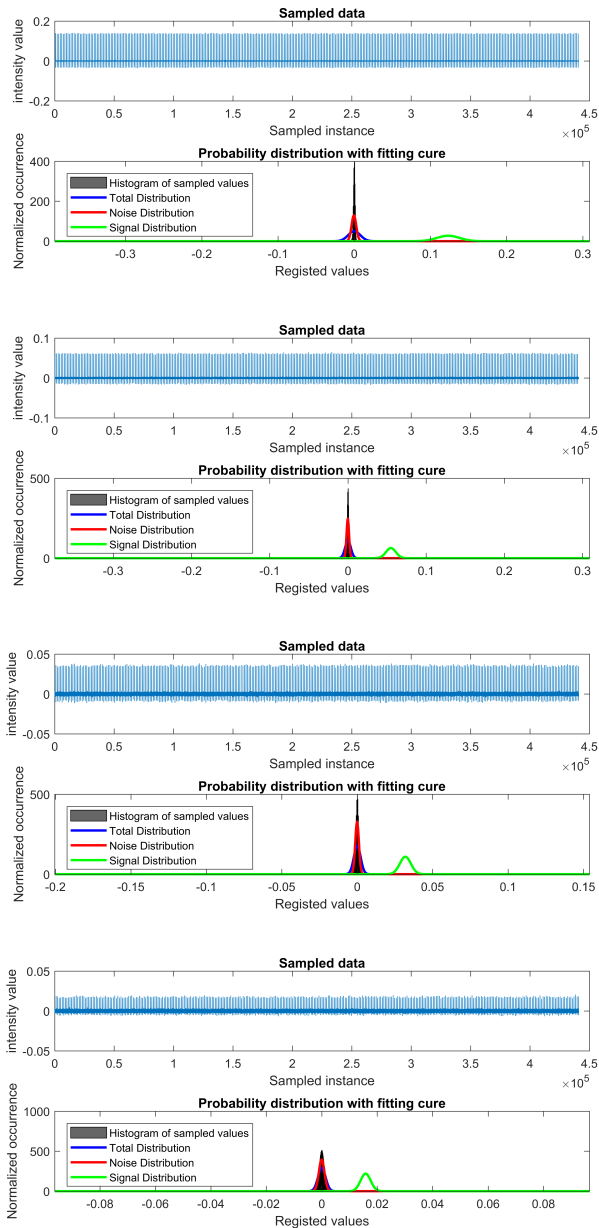 Sampled data
intensity value
0.2
0
-0.2
0 0.5 1 1.5 2 2.5 3 3.5 4 4.5
Sampled instance
×10^5
Probability distribution with fitting cure
Normalized occurrence
400
200
0
Histogram of sampled values
Total Distribution
Noise Distribution
Signal Distribution
-0.3 -0.2 -0.1 0 0.1 0.2 0.3
Registed values
Sampled data
intensity value
0.1
0
-0.1
0 0.5 1 1.5 2 2.5 3 3.5 4 4.5
Sampled instance
×10^5
Probability distribution with fitting cure
Normalized occurrence
500
0
Histogram of sampled values
Total Distribution
Noise Distribution
Signal Distribution
-0.3 -0.2 -0.1 0 0.1 0.2 0.3
Registed values
Sampled data
intensity value
0.05
0
-0.05
0 0.5 1 1.5 2 2.5 3 3.5 4 4.5
Sampled instance
×10^5
Probability distribution with fitting cure
Normalized occurrence
500
0
Histogram of sampled values
Total Distribution
Noise Distribution
Signal Distribution
-0.2 -0.15 -0.1 -0.05 0 0.05 0.1 0.15
Registed values
Sampled data
intensity value
0.05
0
-0.05
0 0.5 1 1.5 2 2.5 3 3.5 4 4.5
Sampled instance
×10^5
Probability distribution with fitting cure
Normalized occurrence
1000
500
0
Histogram of sampled values
Total Distribution
Noise Distribution
Signal Distribution
-0.08 -0.06 -0.04 -0.02 0 0.02 0.04 0.06 0.08
Registed values